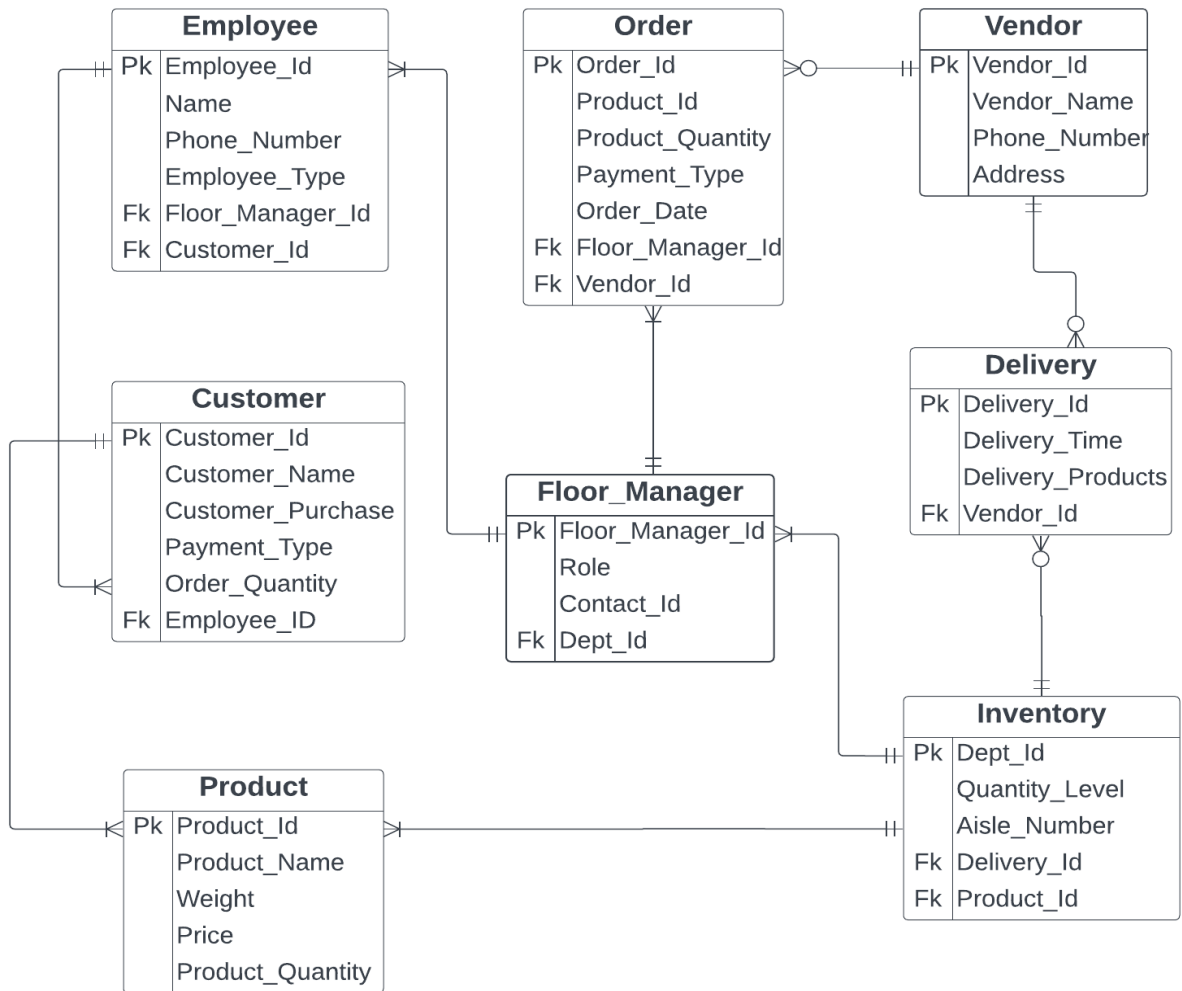 Employee
Pk Employee_Id
Name
Phone_Number
Employee_Type
Fk Floor_Manager_Id
Fk Customer_Id
Order
Pk Order_Id
Product_Id
Product_Quantity
Payment_Type
Order_Date
Fk Floor_Manager_Id
Fk Vendor_Id
Vendor
Pk Vendor_Id
Vendor_Name
Phone_Number
Address
Customer
Pk Customer_Id
Customer_Name
Customer_Purchase
Payment_Type
Order_Quantity
Fk Employee_ID
Floor_Manager
Pk Floor_Manager_Id
Role
Contact_Id
Fk Dept_Id
Delivery
Pk Delivery_Id
Delivery_Time
Delivery_Products
Fk Vendor_Id
Product
Pk Product_Id
Product_Name
Weight
Price
Product_Quantity
Inventory
Pk Dept_Id
Quantity_Level
Aisle_Number
Fk Delivery_Id
Fk Product_Id